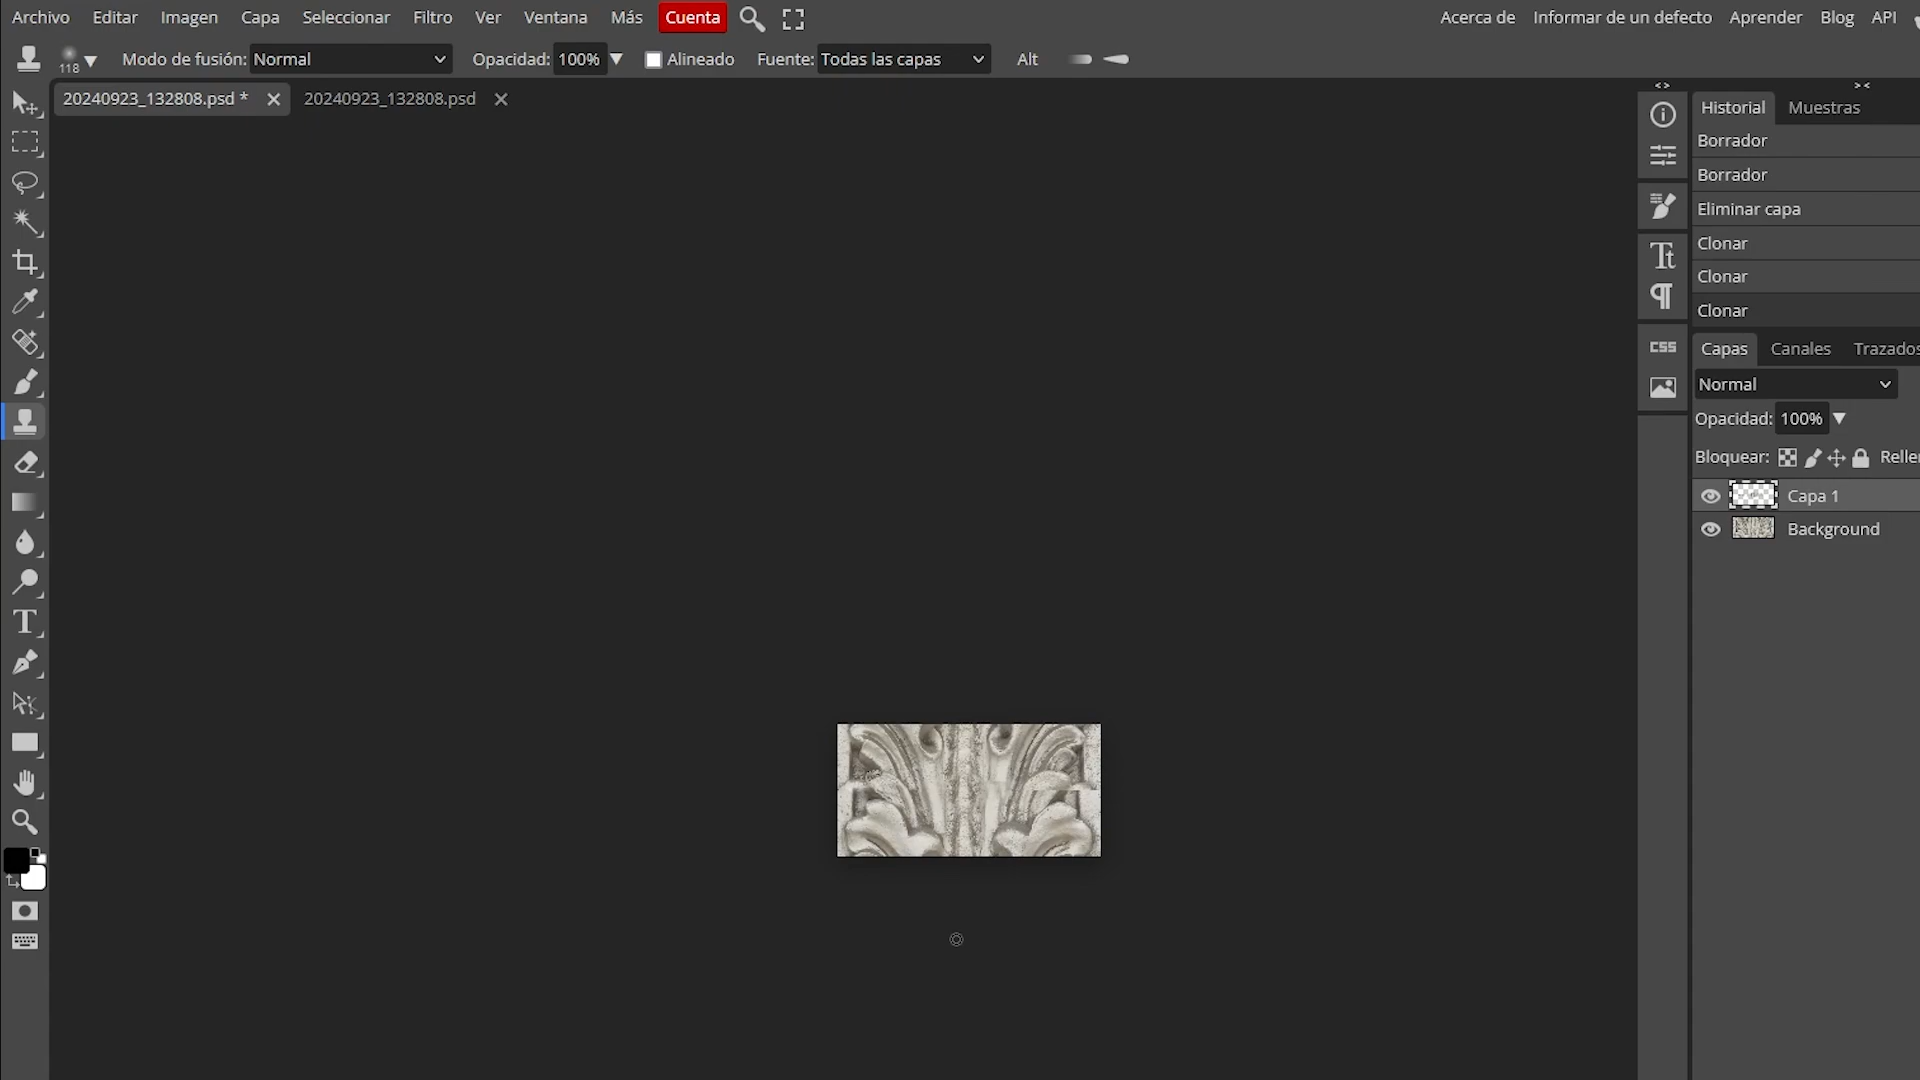 Archivo Editar Imagen Capa Seleccionar Filtro Ver Ventana Más Cuenta Acerca de Informar de un defecto Aprender Blog API
118 Modo de fusión: Normal Opacidad: 100% Alineado Fuente: Todas las capas Alt
20240923_132808.psd * 20240923_132808.psd
Historial Muestras
Borrador
Borrador
Eliminar capa
Clonar
Clonar
Clonar
CSS
Capas Canales Trazados
Normal
Opacidad: 100%
Bloquear:
Capa 1
Background